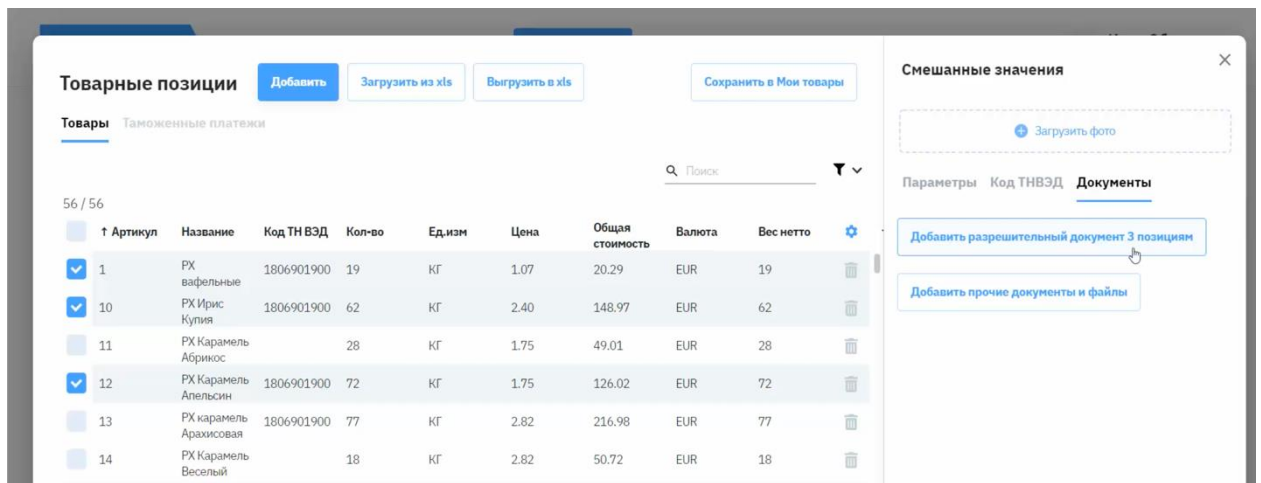 Товарные позиции
Добавить
Загрузить из xls
Выгрузить в xls
Сохранить в Мои товары
Товары Таможенные платежи
Поиск
56 / 56
↑ Артикул Название Код ТН ВЭД Кол-во Ед.изм Цена Общая стоимость Валюта Вес нетто
1 РХ вафельные 1806901900 19 КГ 1.07 20.29 EUR 19
10 РХ Ирис Купия 1806901900 62 КГ 2.40 148.97 EUR 62
11 РХ Карамель Абрикос 28 КГ 1.75 49.01 EUR 28
12 РХ Карамель Апельсин 1806901900 72 КГ 1.75 126.02 EUR 72
13 РХ карамель Арахисовая 1806901900 77 КГ 2.82 216.98 EUR 77
14 РХ Карамель Веселый 18 КГ 2.82 50.72 EUR 18
Смешанные значения
Загрузить фото
Параметры Код ТНВЭД Документы
Добавить разрешительный документ 3 позициям
Добавить прочие документы и файлы